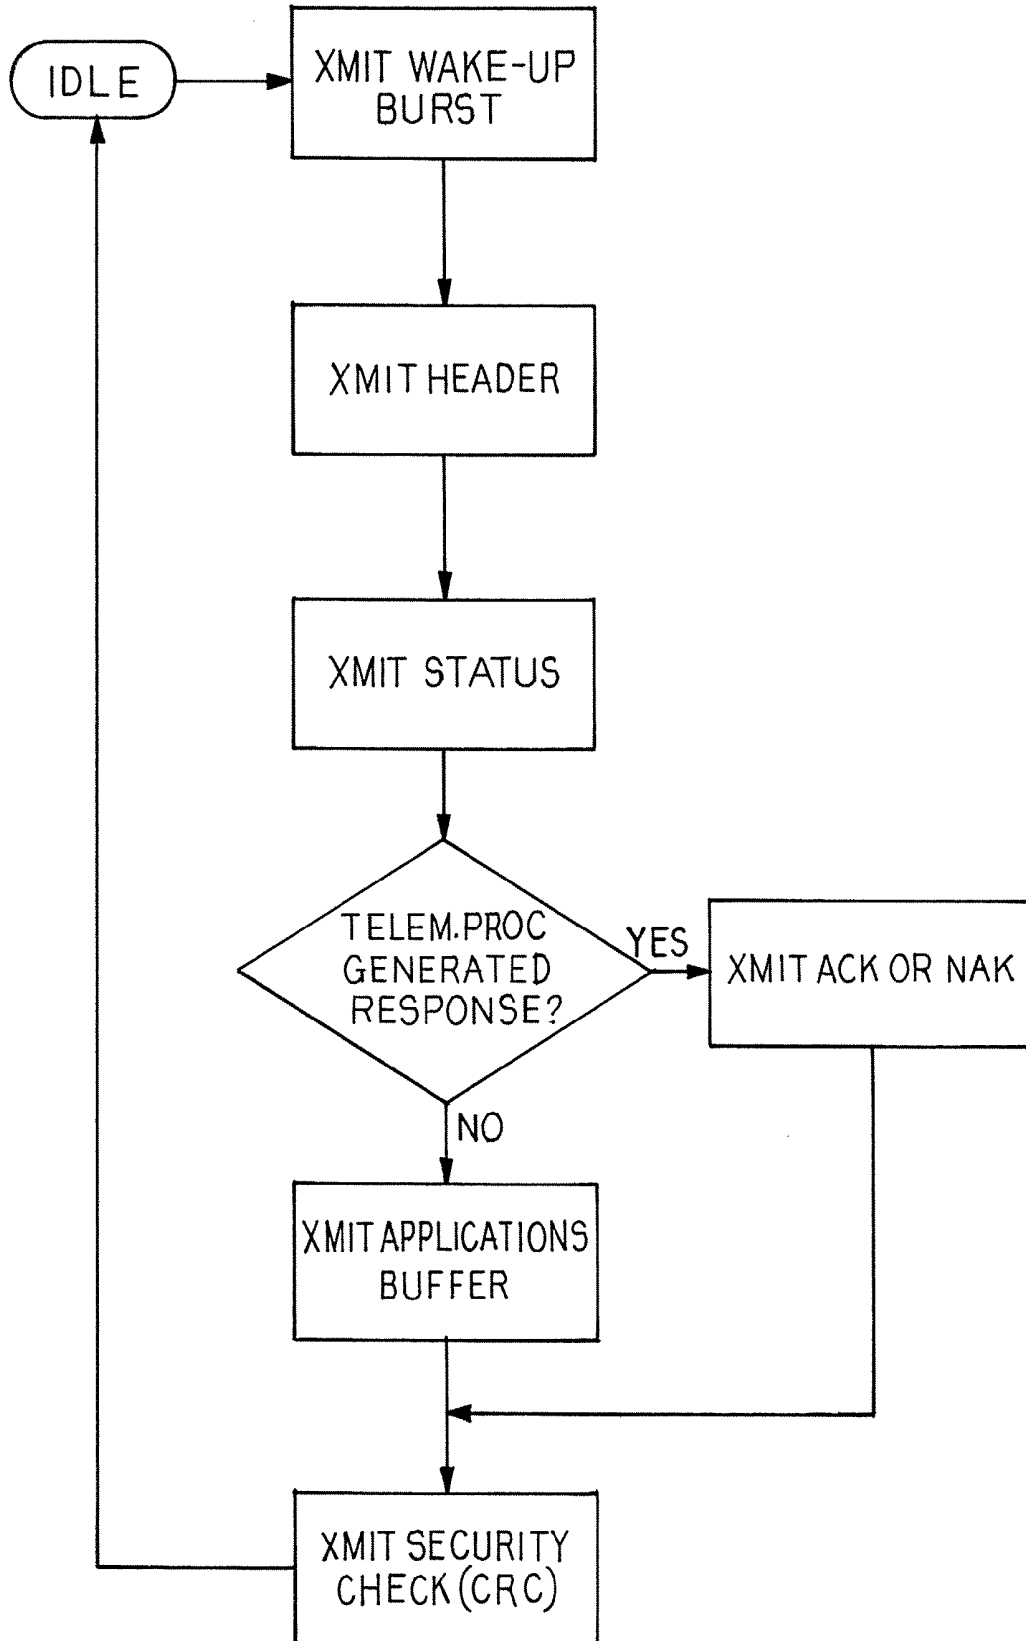 IDLE
XMIT WAKE-UP
BURST
XMIT HEADER
XMIT STATUS
TELEM.PROC
GENERATED
RESPONSE?
YES
XMIT ACK OR NAK
NO
XMIT APPLICATIONS
BUFFER
XMIT SECURITY
CHECK (CRC)